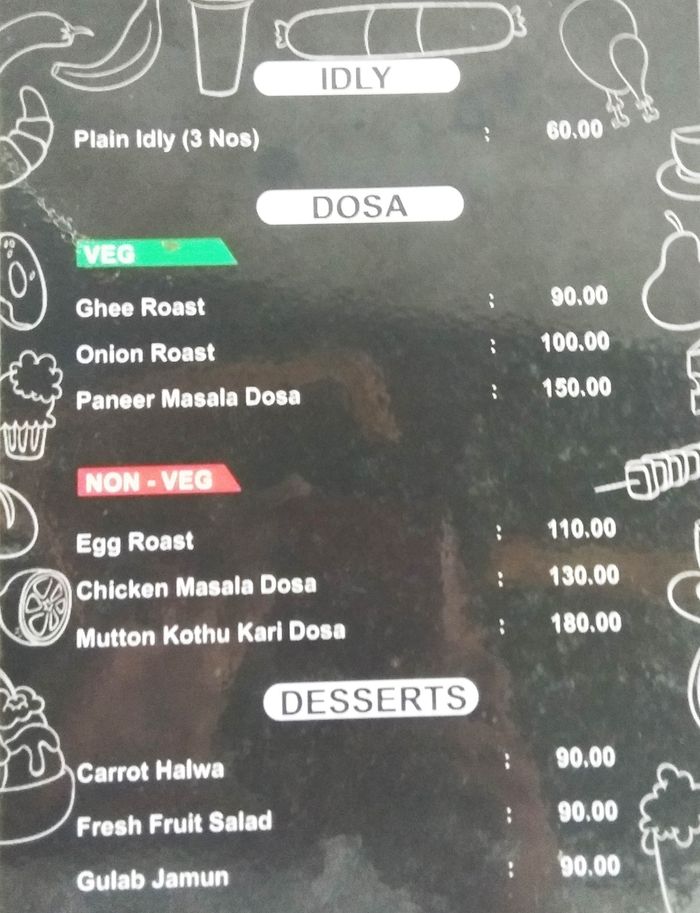 IDLY
Plain Idly (3 Nos) : 60.00
DOSA
VEG
Ghee Roast : 90.00
Onion Roast : 100.00
Paneer Masala Dosa : 150.00
NON - VEG
Egg Roast : 110.00
Chicken Masala Dosa : 130.00
Mutton Kothu Kari Dosa : 180.00
DESSERTS
Carrot Halwa : 90.00
Fresh Fruit Salad : 90.00
Gulab Jamun : 90.00